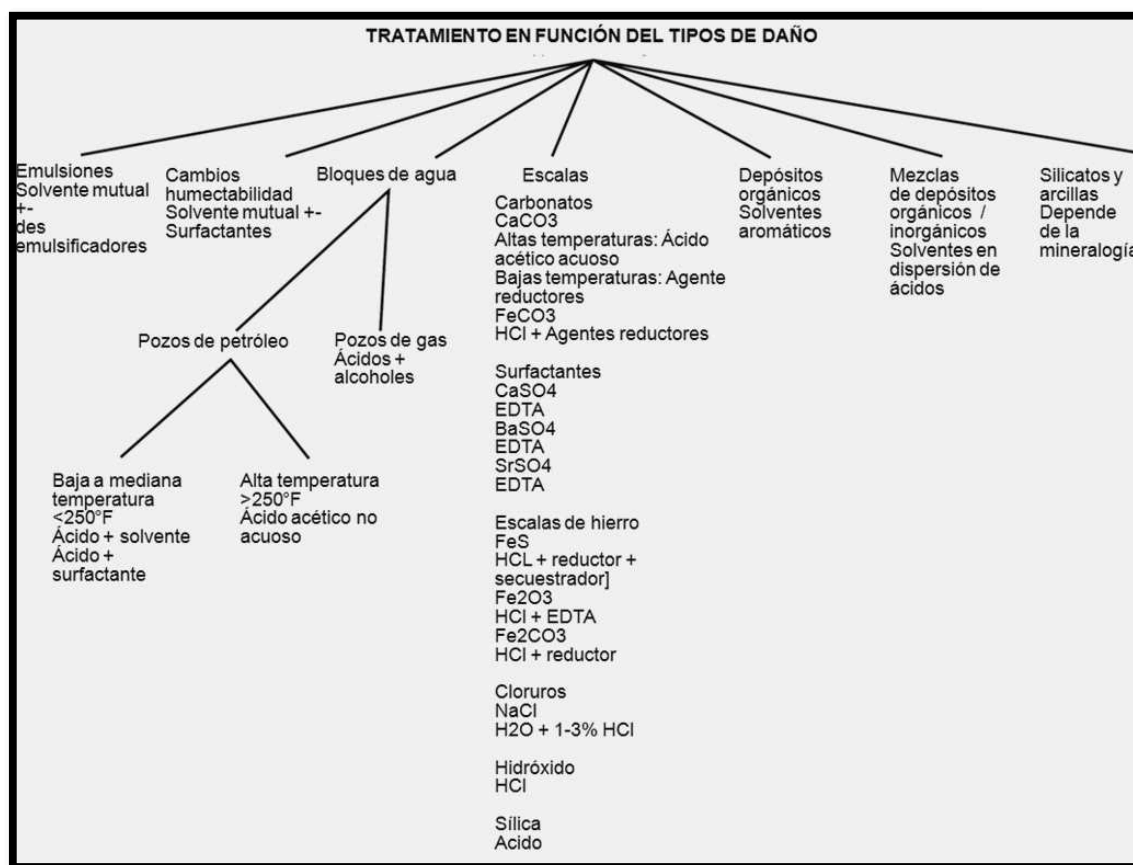 TRATAMIENTO EN FUNCIÓN DEL TIPOS DE DAÑO
Emulsiones
Solvente mutual
+-
des
emulsificadores
Cambios
humectabilidad
Solvente mutual +-
Surfactantes
Bloques de agua
Pozos de petróleo
Baja a mediana
temperatura
<250°F
Ácido + solvente
Ácido +
surfactante
Alta temperatura
>250°F
Ácido acético no
acuoso
Pozos de gas
Ácidos +
alcoholes
Escalas
Carbonatos
CaCO3
Altas temperaturas: Ácido
acético acuoso
Bajas temperaturas: Agente
reductores
FeCO3
HCl + Agentes reductores
Surfactantes
CaSO4
EDTA
BaSO4
EDTA
SrSO4
EDTA
Escalas de hierro
FeS
HCL + reductor +
secuestrador]
Fe2O3
HCl + EDTA
Fe2CO3
HCl + reductor
Cloruros
NaCl
H2O + 1-3% HCl
Hidróxido
HCl
Sílica
Acido
Depósitos
orgánicos
Solventes
aromáticos
Mezclas
de depósitos
orgánicos /
inorgánicos
Solventes en
dispersión de
ácidos
Silicatos y
arcillas
Depende
de la
mineralogía